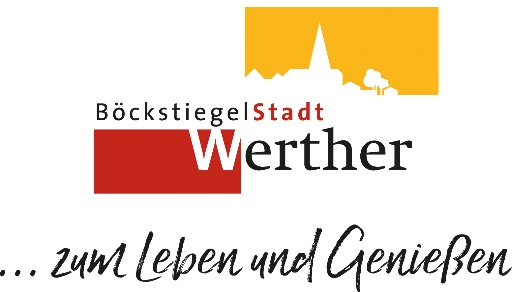 BöckstiegelStadt
Werther
... zum Leben und Genießen